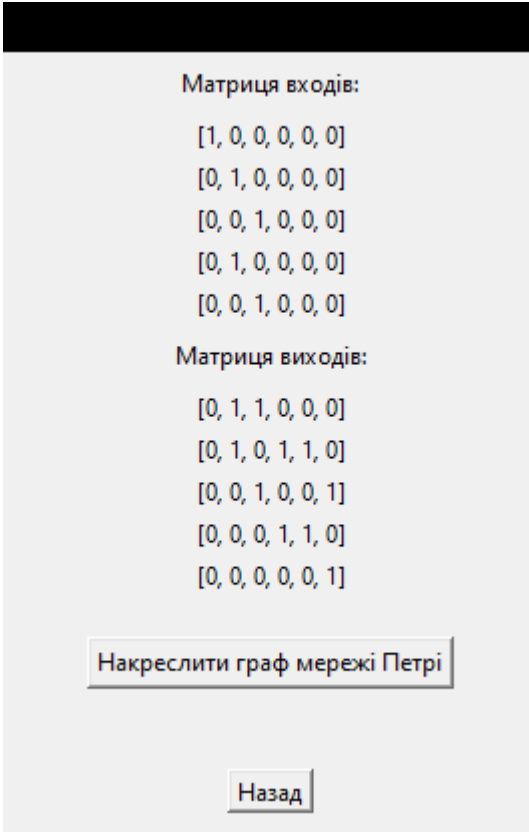 Матриця входів:
[1, 0, 0, 0, 0, 0]
[0, 1, 0, 0, 0, 0]
[0, 0, 1, 0, 0, 0]
[0, 1, 0, 0, 0, 0]
[0, 0, 1, 0, 0, 0]
Матриця виходів:
[0, 1, 1, 0, 0, 0]
[0, 1, 0, 1, 1, 0]
[0, 0, 1, 0, 0, 1]
[0, 0, 0, 1, 1, 0]
[0, 0, 0, 0, 0, 1]
Накреслити граф мережі Петрі
Назад